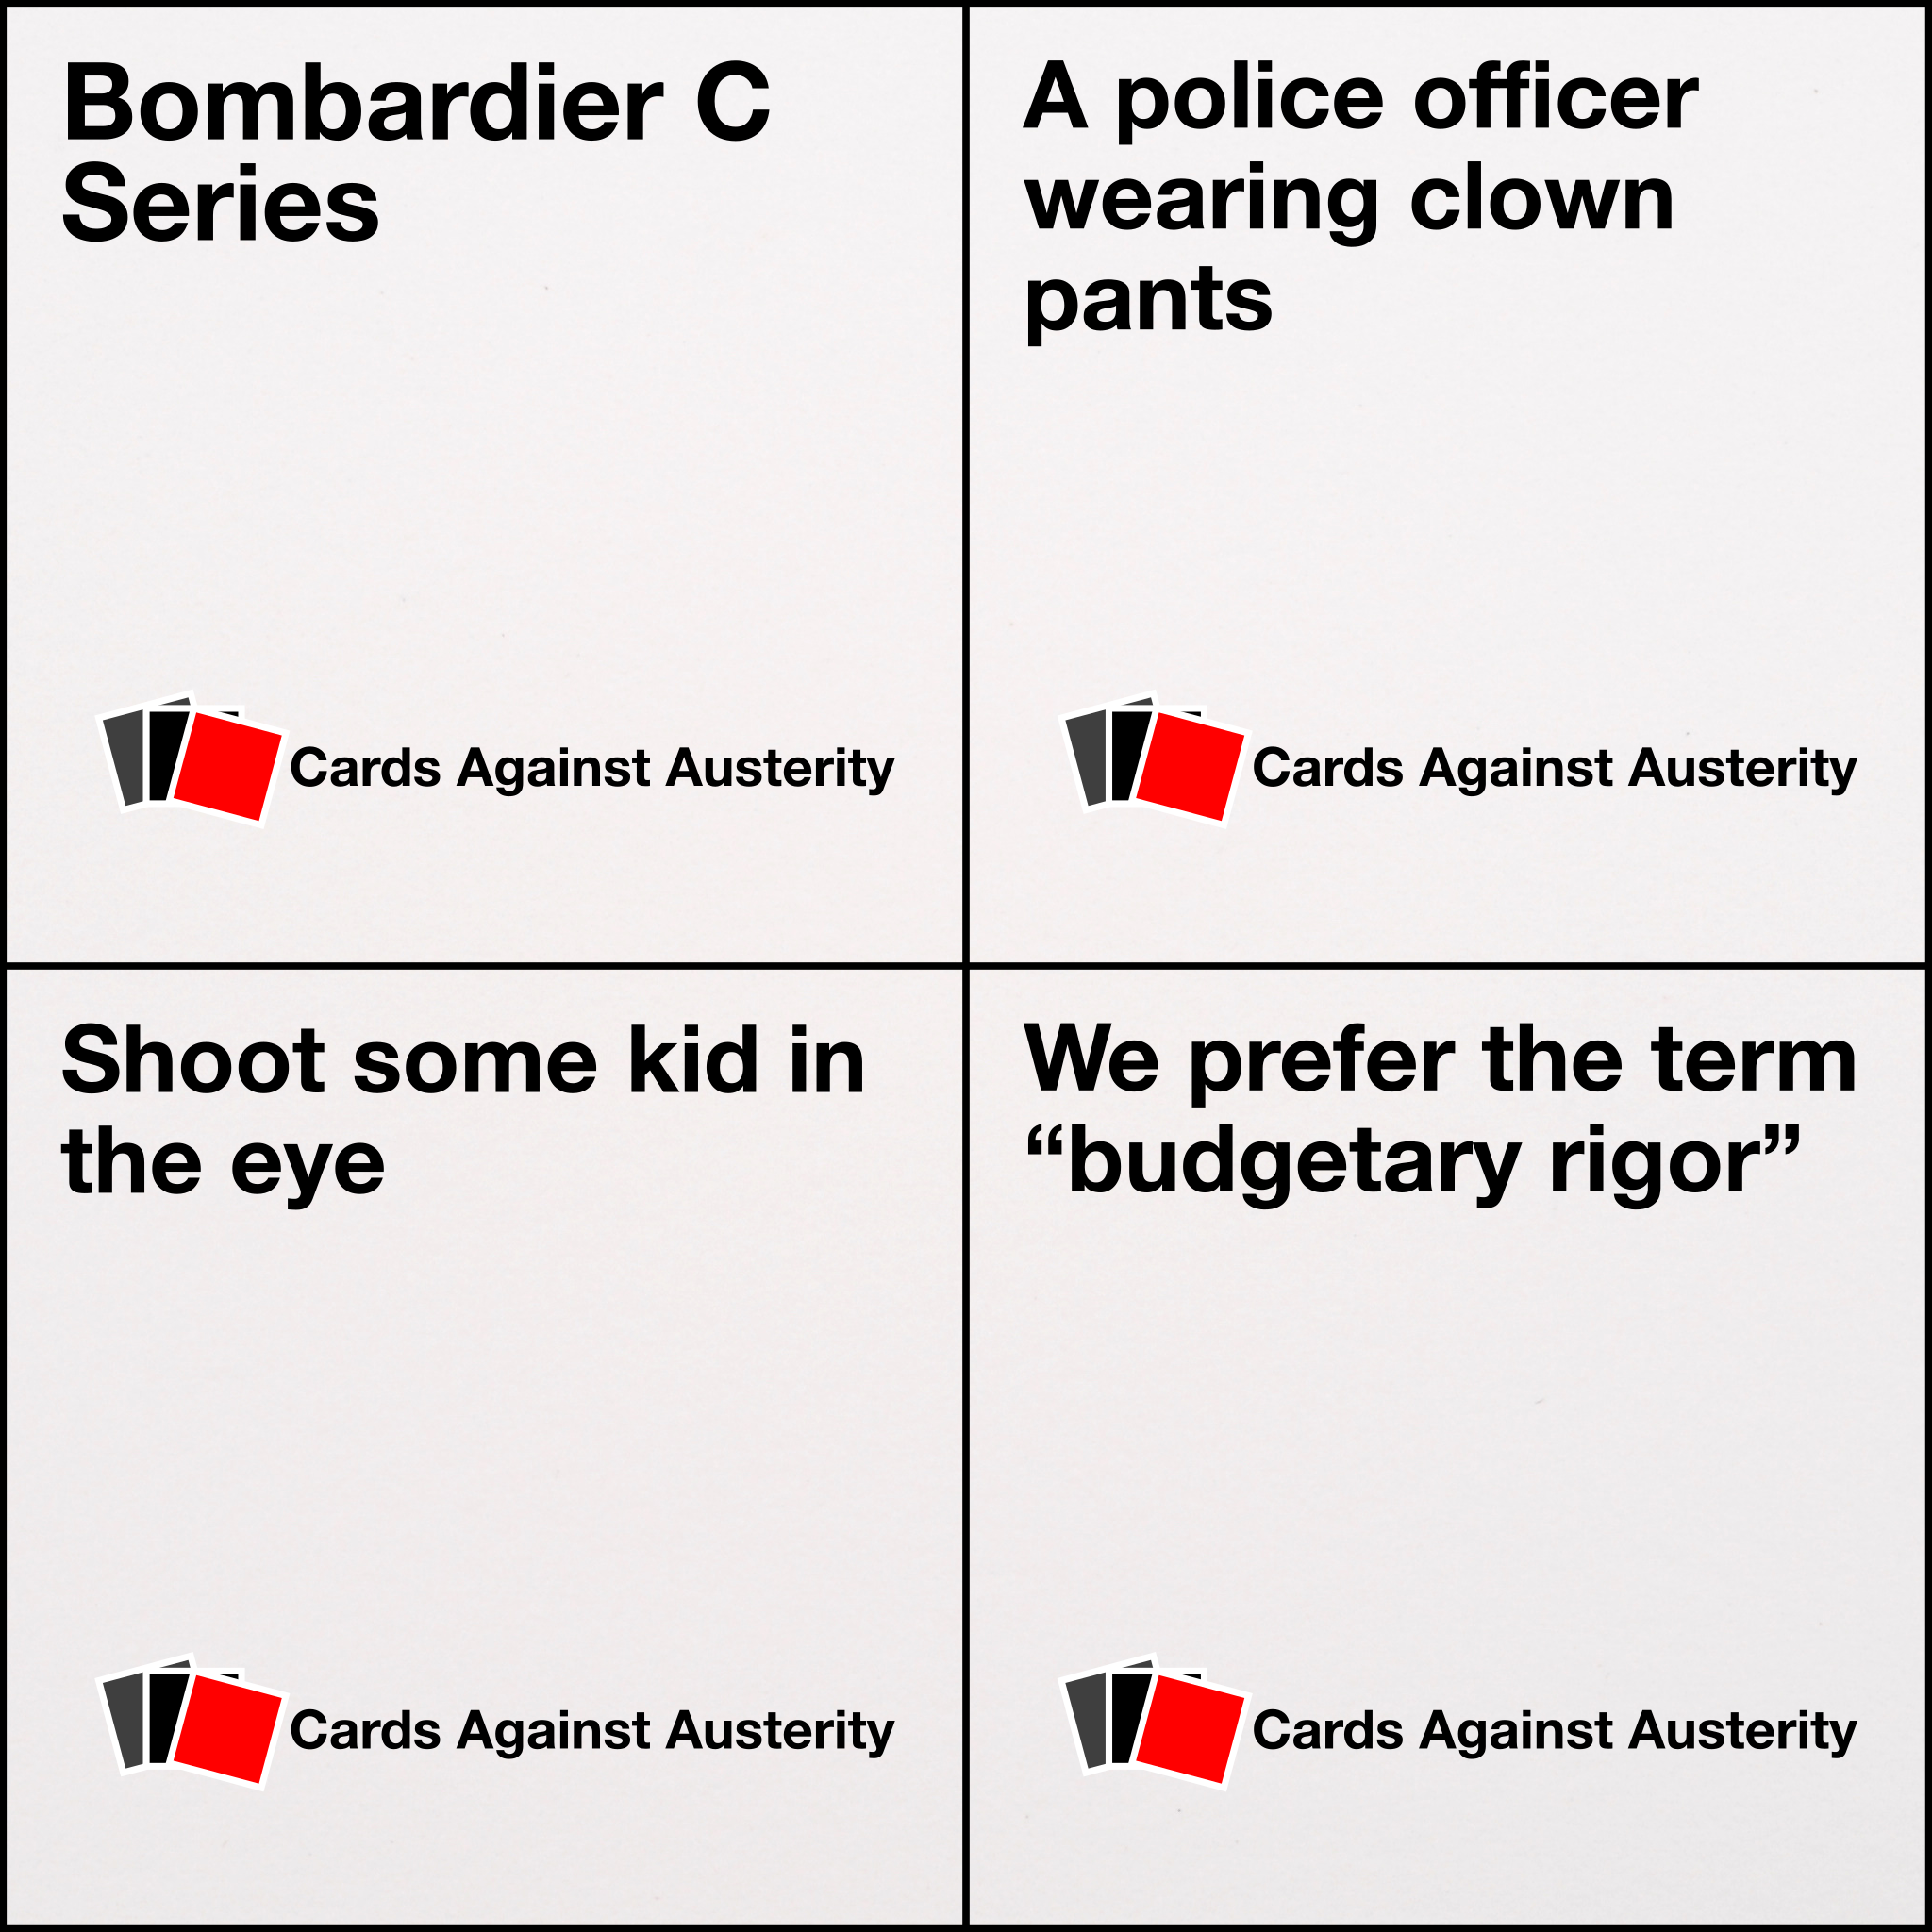 Bombardier C
Series
Cards Against Austerity
A police officer
wearing clown
pants
Cards Against Austerity
Shoot some kid in
the eye
Cards Against Austerity
We prefer the term
“budgetary rigor”
Cards Against Austerity